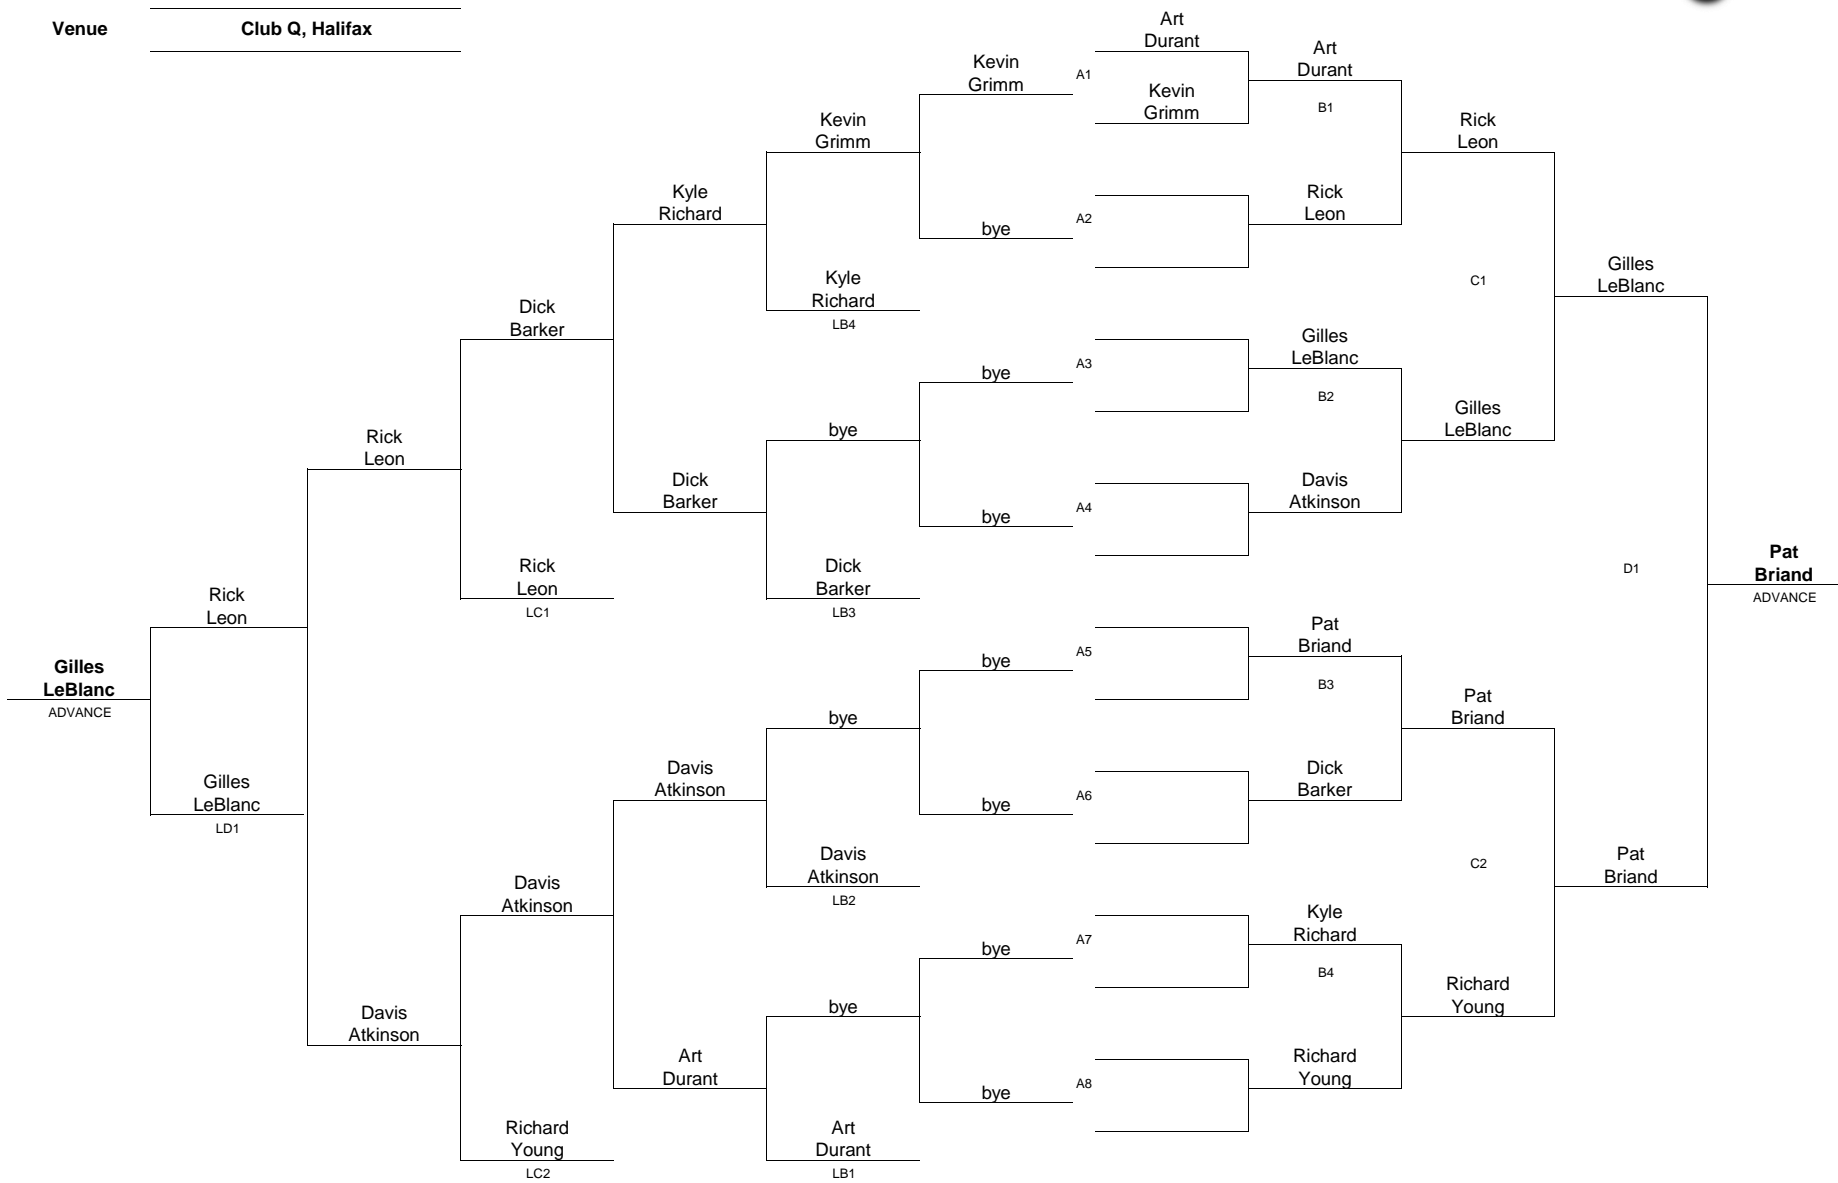 Venue
Club Q, Halifax
Art
Durant
Art
Durant
Kevin
Grimm
A1
Kevin
Grimm
B1
Kevin
Grimm
Rick
Leon
Kyle
Richard
Rick
Leon
A2
bye
Kyle
Richard
LB4
Gilles
LeBlanc
C1
Dick
Barker
Gilles
LeBlanc
A3
bye
B2
Rick
Leon
bye
Gilles
LeBlanc
Dick
Barker
Davis
Atkinson
A4
bye
Rick
Leon
LC1
Dick
Barker
LB3
D1
Pat
Briand
ADVANCE
Rick
Leon
Pat
Briand
A5
bye
B3
Gilles
LeBlanc
ADVANCE
bye
Pat
Briand
Gilles
LeBlanc
LD1
Davis
Atkinson
Dick
Barker
A6
bye
Davis
Atkinson
LB2
C2
Pat
Briand
Davis
Atkinson
Kyle
Richard
A7
bye
B4
Davis
Atkinson
bye
Richard
Young
Art
Durant
Richard
Young
A8
bye
Richard
Young
LC2
Art
Durant
LB1